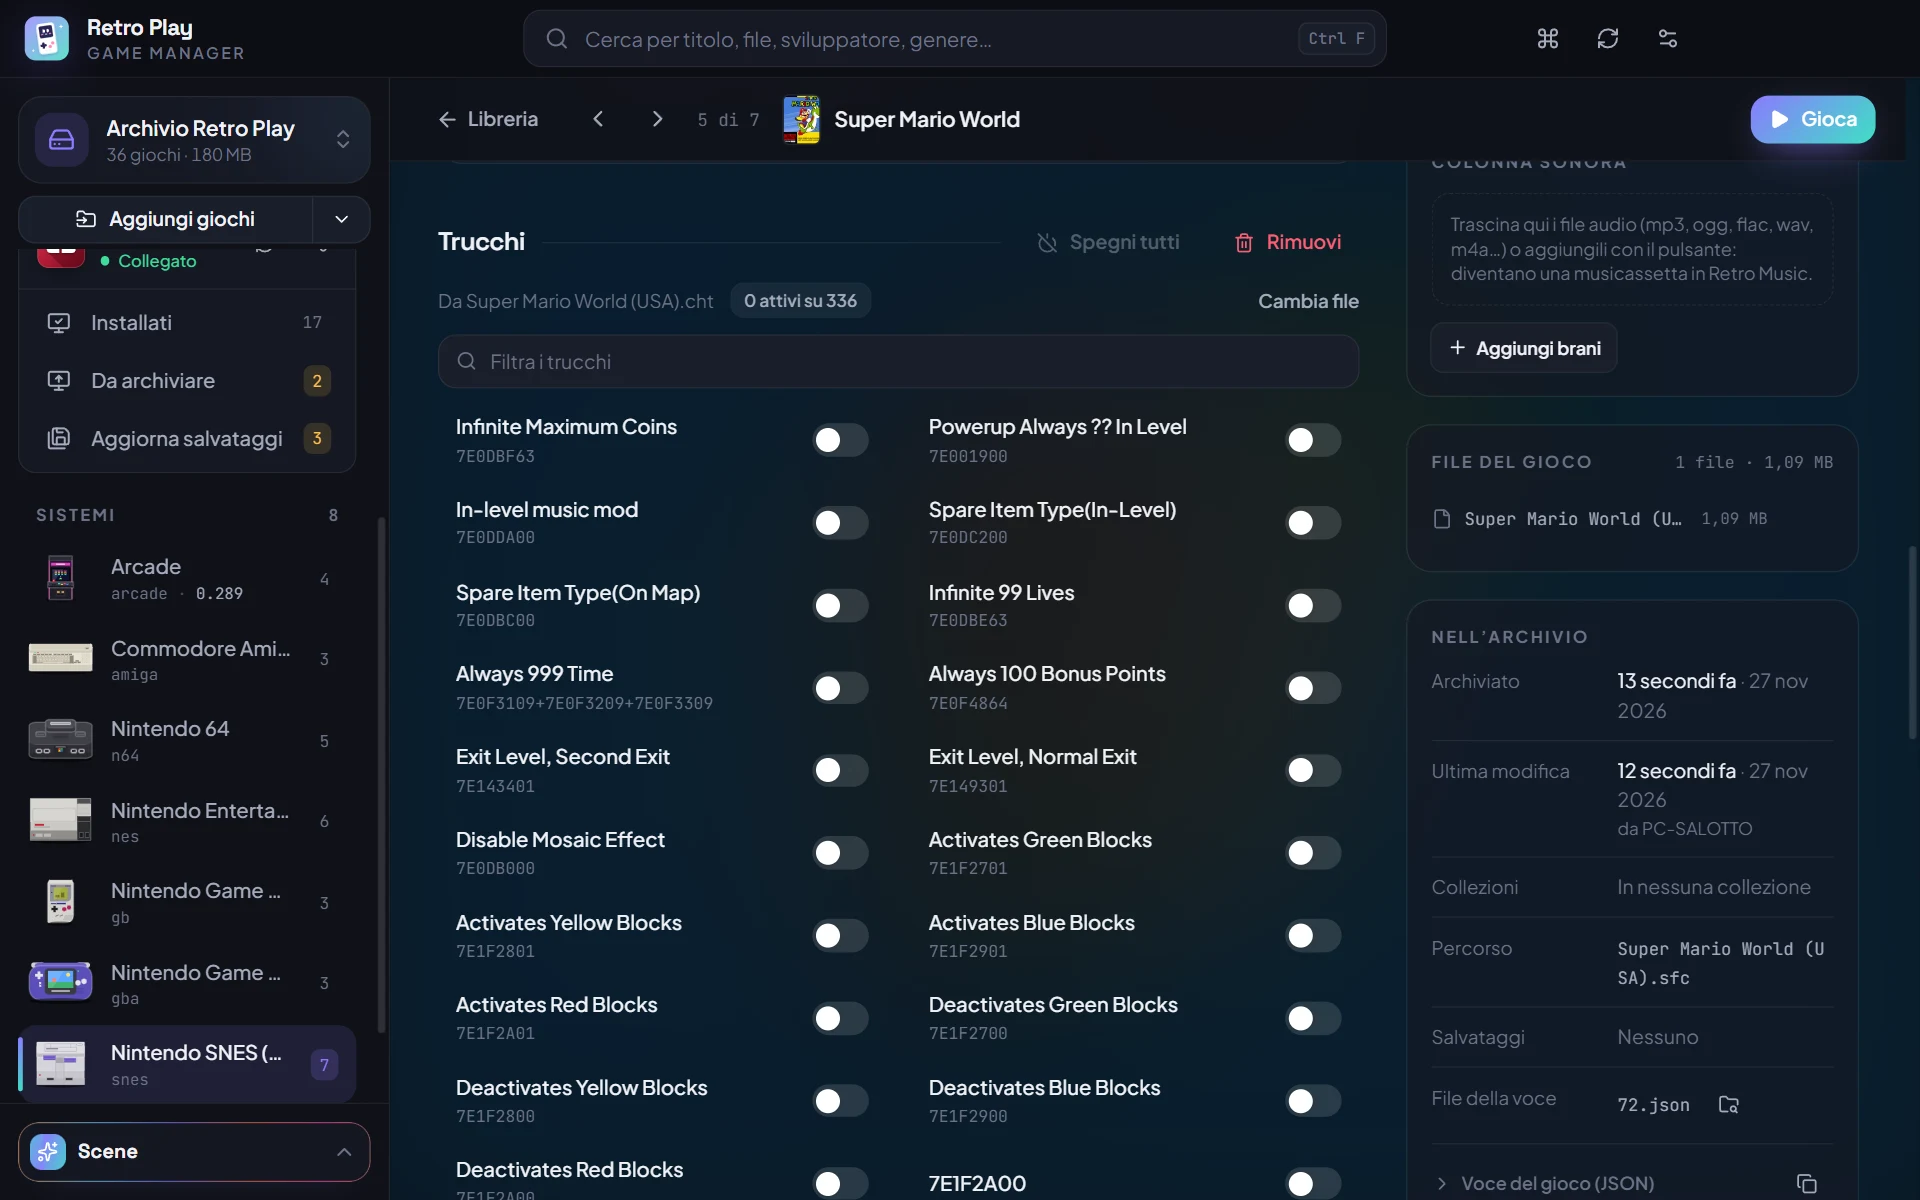 Retro Play
GAME MANAGER
Cerca per titolo, file, sviluppatore, genere...
Ctrl F
Archivio Retro Play
36 giochi · 180 MB
Aggiungi giochi
Collegato
Installati 17
Da archiviare 2
Aggiorna salvataggi 3
SISTEMI 8
Arcade
arcade · 0.289
4
Commodore Ami...
amiga
3
Nintendo 64
n64
5
Nintendo Enterta...
nes
6
Nintendo Game ...
gb
3
Nintendo Game ...
gba
3
Nintendo SNES (...
snes
7
Scene
Libreria
5 di 7
Super Mario World
Gioca
Trucchi
Spegni tutti
Rimuovi
Da Super Mario World (USA).cht
0 attivi su 336
Cambia file
Filtra i trucchi
Infinite Maximum Coins
7E0DBF63
Powerup Always ?? In Level
7E001900
In-level music mod
7E0DDA00
Spare Item Type(In-Level)
7E0DC200
Spare Item Type(On Map)
7E0DBC00
Infinite 99 Lives
7E0DBE63
Always 999 Time
7E0F3109+7E0F3209+7E0F3309
Always 100 Bonus Points
7E0F4864
Exit Level, Second Exit
7E143401
Exit Level, Normal Exit
7E149301
Disable Mosaic Effect
7E0DB000
Activates Green Blocks
7E1F2701
Activates Yellow Blocks
7E1F2801
Activates Blue Blocks
7E1F2901
Activates Red Blocks
7E1F2A01
Deactivates Green Blocks
7E1F2700
Deactivates Yellow Blocks
7E1F2800
Deactivates Blue Blocks
7E1F2900
Deactivates Red Blocks
7E1F2A00
7E1F2A00
COLONNA SONORA
Trascina qui i file audio (mp3, ogg, flac, wav,
m4a...) o aggiungili con il pulsante:
diventano una musicassetta in Retro Music.
Aggiungi brani
FILE DEL GIOCO
1 file · 1,09 MB
Super Mario World (U... 1,09 MB
NELL'ARCHIVIO
Archiviato
13 secondi fa · 27 nov
2026
Ultima modifica
12 secondi fa · 27 nov
2026
da PC-SALOTTO
Collezioni
In nessuna collezione
Percorso
Super Mario World (U
SA).sfc
Salvataggi
Nessuno
File della voce
72.json
Voce del gioco (JSON)